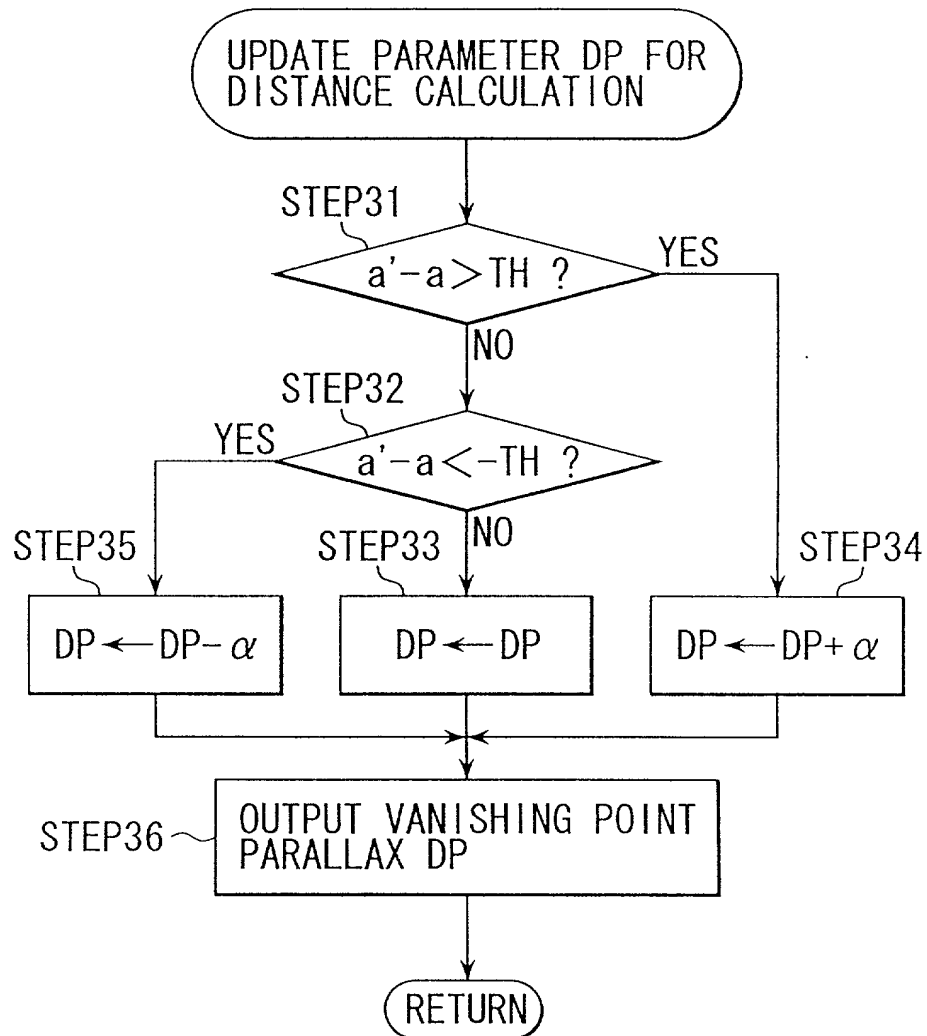 UPDATE PARAMETER DP FOR
DISTANCE CALCULATION
STEP31
a'-a>TH ?
YES
NO
STEP32
YES
a'-a<-TH ?
NO
STEP35
STEP33
STEP34
DP←DP-α
DP←DP
DP←DP+α
STEP36
OUTPUT VANISHING POINT
PARALLAX DP
RETURN